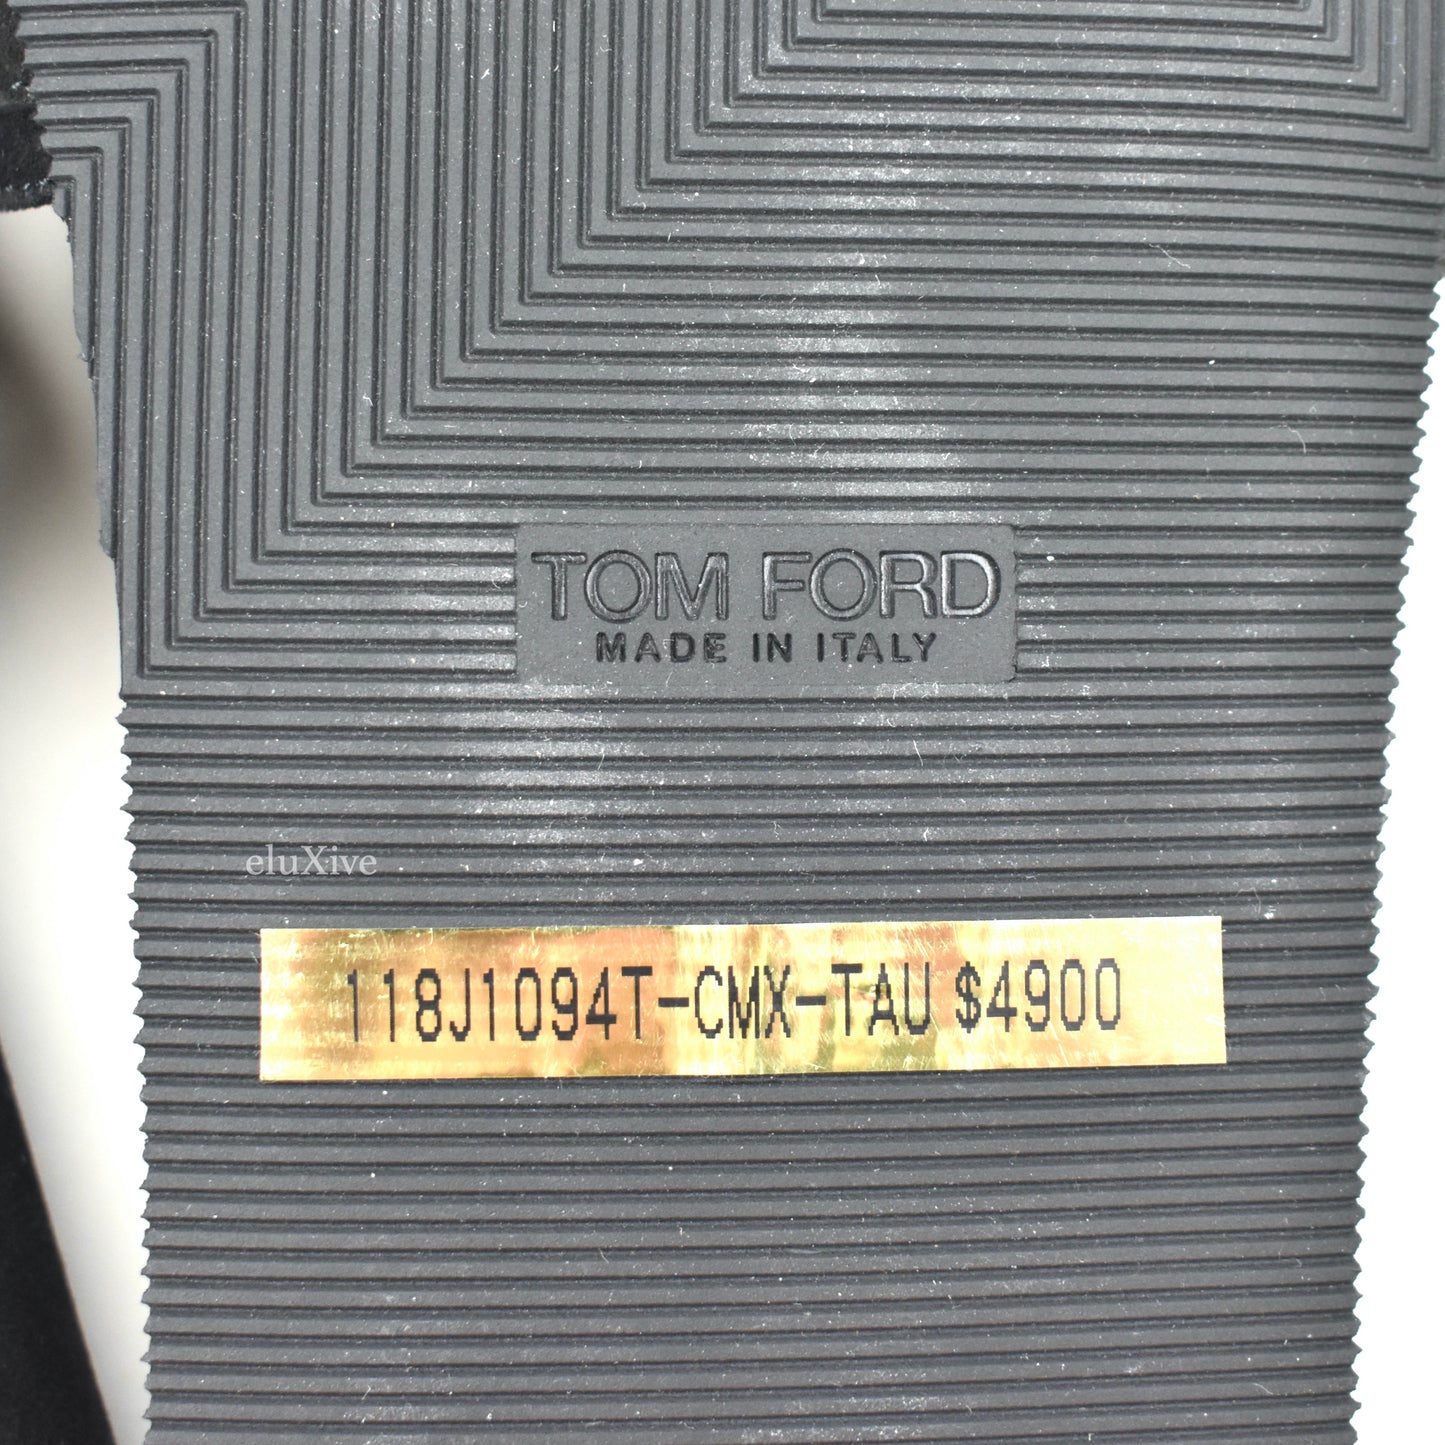 TOM FORD
MADE IN ITALY
eluXive
118J1094T-CMX-TAU $4900